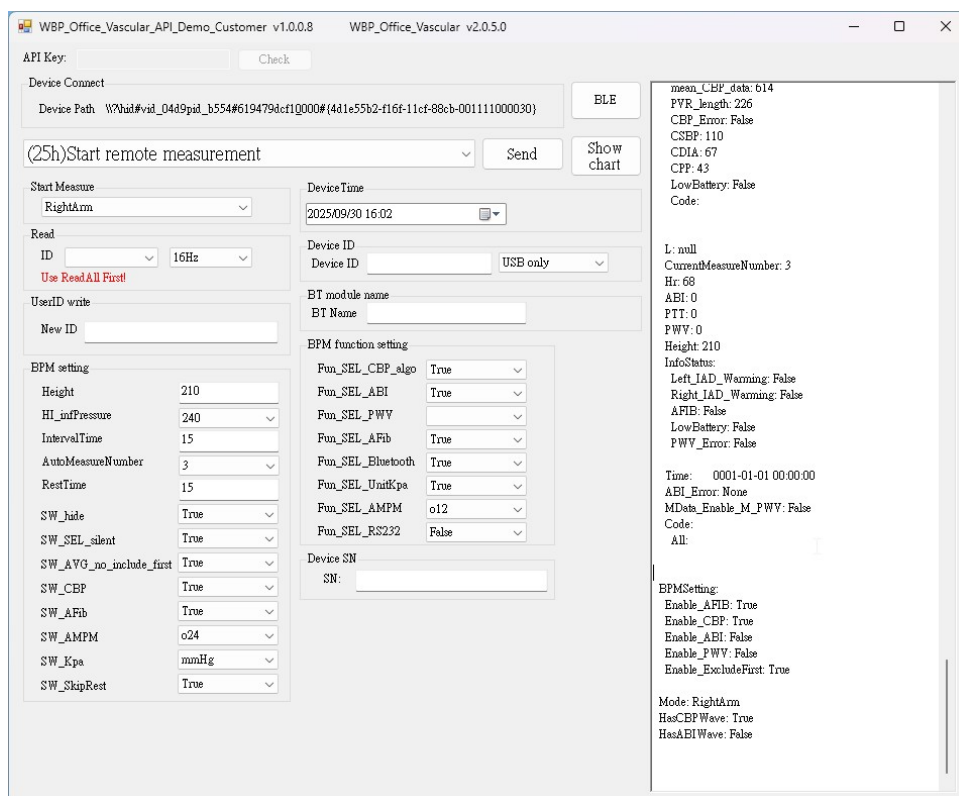 WBP_Office_Vascular_API_Demo_Customer v1.0.0.8 WBP_Office_Vascular v2.0.5.0
API Key: Check
Device Connect
Device Path \\?\hid#vid_04d9pid_b554#619479dcf10000#{4d1e55b2-f16f-11cf-88cb-001111000030}
BLE
(25h)Start remote measurement
Send
Show chart
Start Measure
RightArm
Read
ID 16Hz
Use ReadAll First!
UserID write
New ID
BPM setting
Height 210
HI_infPressure 240
IntervalTime 15
AutoMeasureNumber 3
RestTime 15
SW_hide True
SW_SEL_silent True
SW_AVG_no_include_first True
SW_CBP True
SW_AFib True
SW_AMPM o24
SW_Kpa mmHg
SW_SkipRest True
DeviceTime
2025/09/30 16:02
Device ID
Device ID USB only
BT module name
BT Name
BPM function setting
Fun_SEL_CBP_algo True
Fun_SEL_ABI True
Fun_SEL_PWV
Fun_SEL_AFib True
Fun_SEL_Bluetooth True
Fun_SEL_UnitKpa True
Fun_SEL_AMPM o12
Fun_SEL_RS232 False
Device SN
SN:
mean_CBP_data: 614
PVR_length: 226
CBP_Error: False
CSBP: 110
CDIA: 67
CPP: 43
LowBattery: False
Code:
L: null
CurrentMeasureNumber: 3
Hr: 68
ABI: 0
PTT: 0
PWV: 0
Height: 210
InfoStatus:
Left_IAD_Warming: False
Right_IAD_Warming: False
AFIB: False
LowBattery: False
PWV_Error: False
Time: 0001-01-01 00:00:00
ABI_Error: None
MData_Enable_M_PWV: False
Code:
All:
BPMSetting:
Enable_AFIB: True
Enable_CBP: True
Enable_ABI: False
Enable_PWV: False
Enable_ExcludeFirst: True
Mode: RightArm
HasCBPWave: True
HasABIWave: False